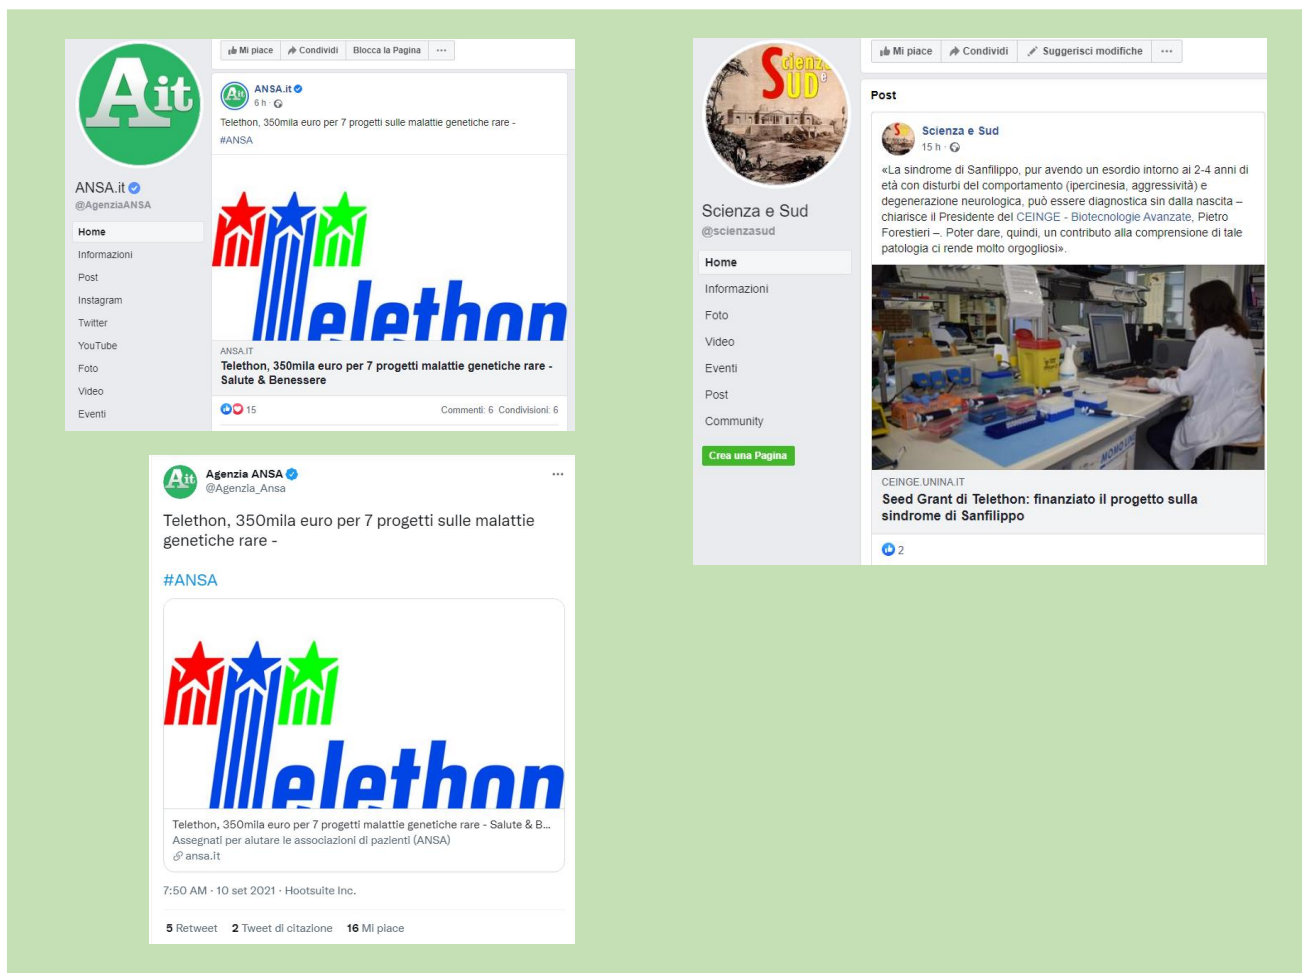 Ait
Mi piace
Condividi
Blocca la Pagina
ANSA.it
6 h
Telethon, 350mila euro per 7 progetti sulle malattie genetiche rare -
#ANSA
ANSA.it
@AgenziaANSA
Home
Informazioni
Post
Instagram
Twitter
YouTube
Foto
Video
Eventi
Telethon
ANSA.IT
Telethon, 350mila euro per 7 progetti malattie genetiche rare -
Salute & Benessere
15
Commenti: 6 Condivisioni: 6
Ait
Agenzia ANSA
@Agenzia_Ansa
Telethon, 350mila euro per 7 progetti sulle malattie
genetiche rare -
#ANSA
Telethon
Telethon, 350mila euro per 7 progetti malattie genetiche rare - Salute & B...
Assegnati per aiutare le associazioni di pazienti (ANSA)
ansa.it
7:50 AM · 10 set 2021 · Hootsuite Inc.
5 Retweet 2 Tweet di citazione 16 Mi piace
Scienza e
SUD
Mi piace
Condividi
Suggerisci modifiche
Scienza e Sud
@scienzasud
Home
Informazioni
Foto
Video
Eventi
Post
Community
Crea una Pagina
Post
Scienza e Sud
15 h
«La sindrome di Sanfilippo, pur avendo un esordio intorno ai 2-4 anni di
età con disturbi del comportamento (ipercinesia, aggressività) e
degenerazione neurologica, può essere diagnostica sin dalla nascita –
chiarisce il Presidente del CEINGE - Biotecnologie Avanzate, Pietro
Forestieri –. Poter dare, quindi, un contributo alla comprensione di tale
patologia ci rende molto orgogliosi».
CEINGE.UNINA.IT
Seed Grant di Telethon: finanziato il progetto sulla
sindrome di Sanfilippo
2